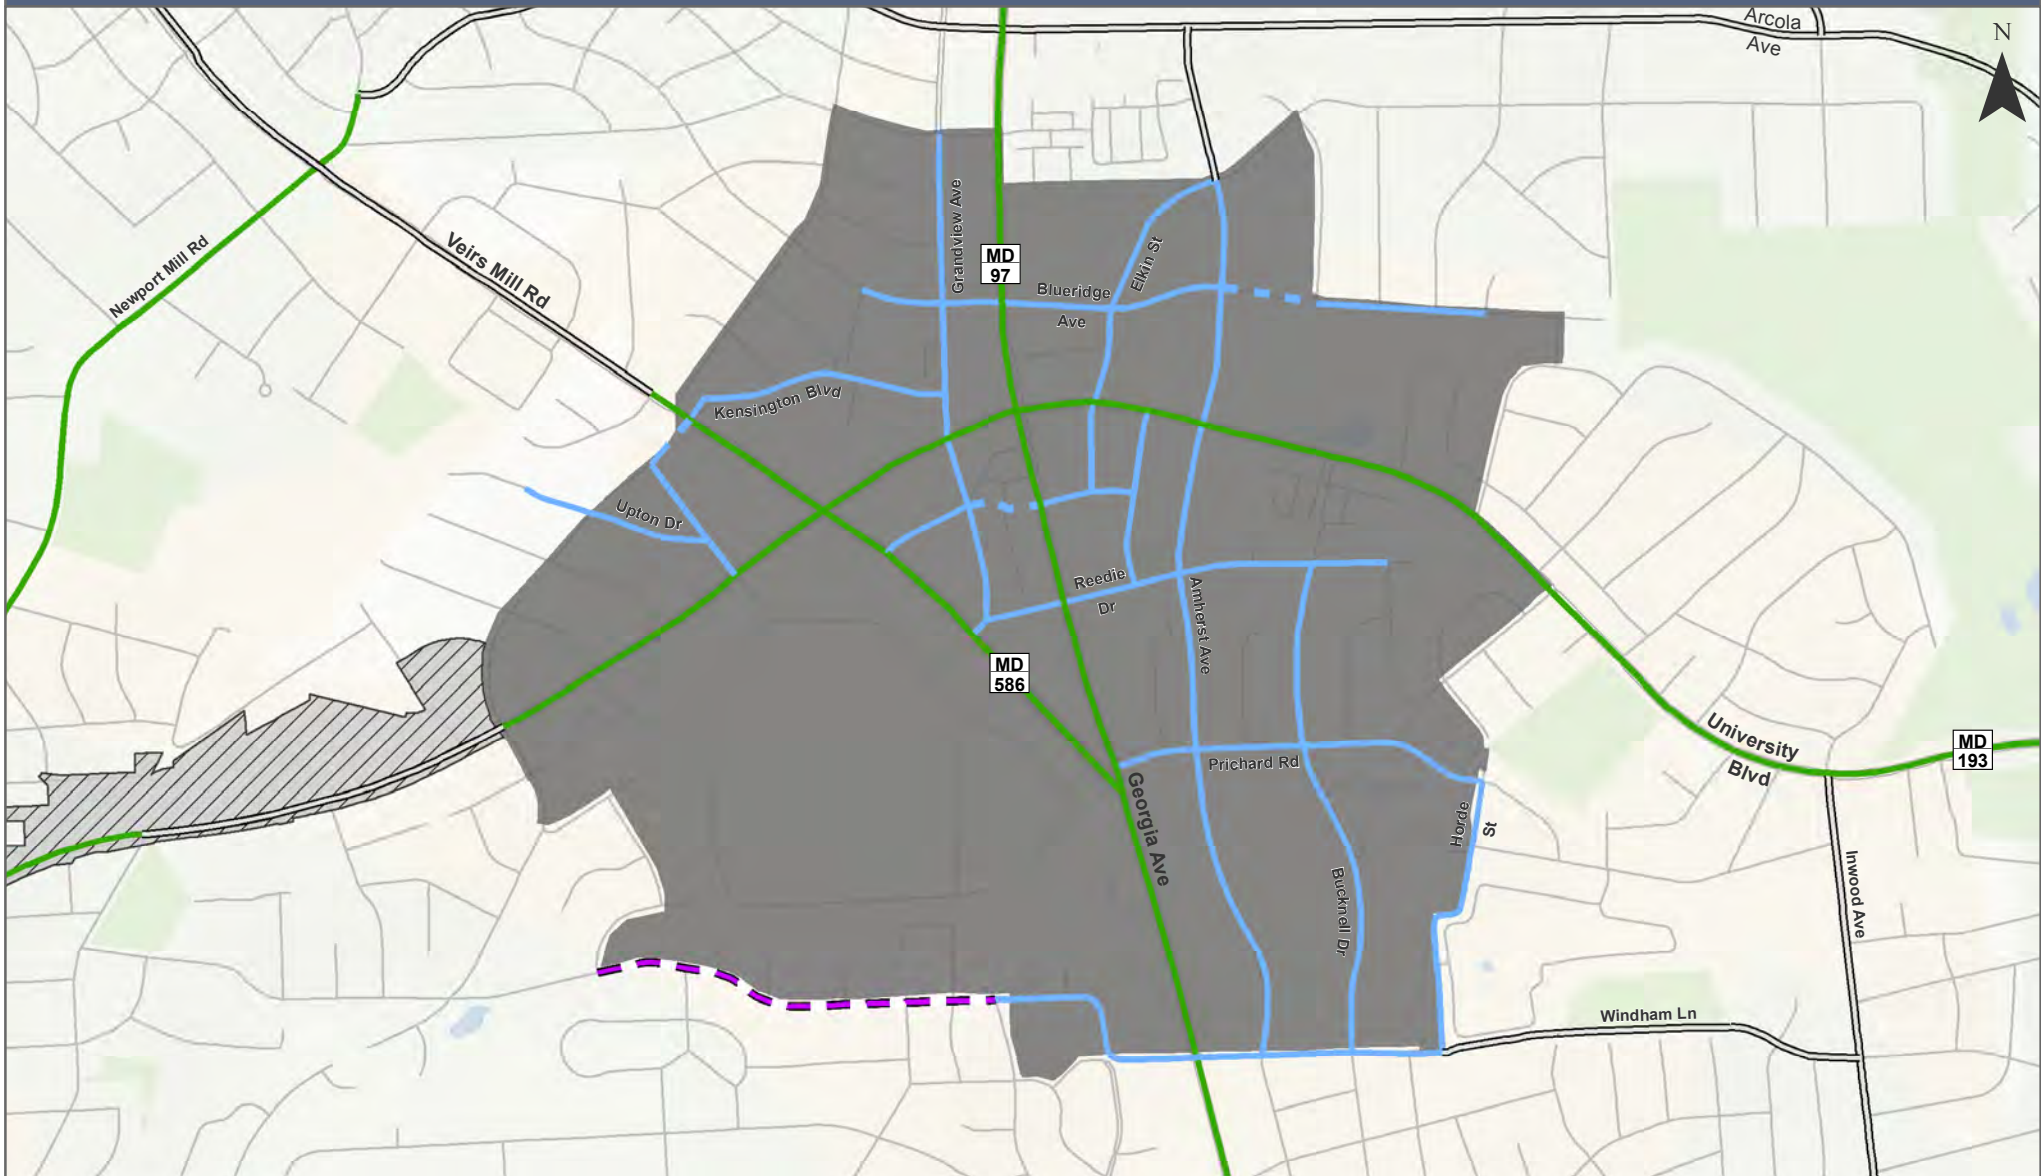 Arcola
Ave
N
Grandview Ave
Elkin St
Newport Mill Rd
Veirs Mill Rd
MD
97
Blueridge
Ave
Kensington Blvd
Upton Dr
Reedie
Dr
Amherst Ave
MD
586
University
Blvd
MD
193
Prichard Rd
Georgia Ave
Horde
St
Bucknell Dr
Inwood Ave
Windham Ln